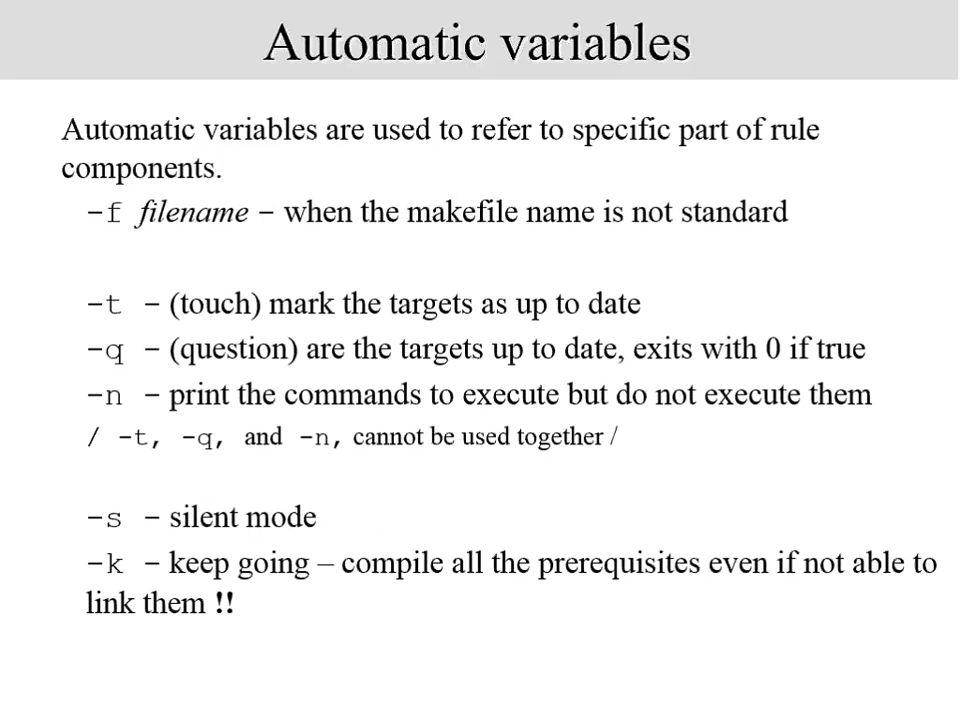 Automatic variables
Automatic variables are used to refer to specific part of rule
components.
-f filename – when the makefile name is not standard
-t – (touch) mark the targets as up to date
-q – (question) are the targets up to date, exits with 0 if true
-n – print the commands to execute but do not execute them
/ -t, -q, and -n, cannot be used together /
-s – silent mode
-k – keep going – compile all the prerequisites even if not able to
link them !!